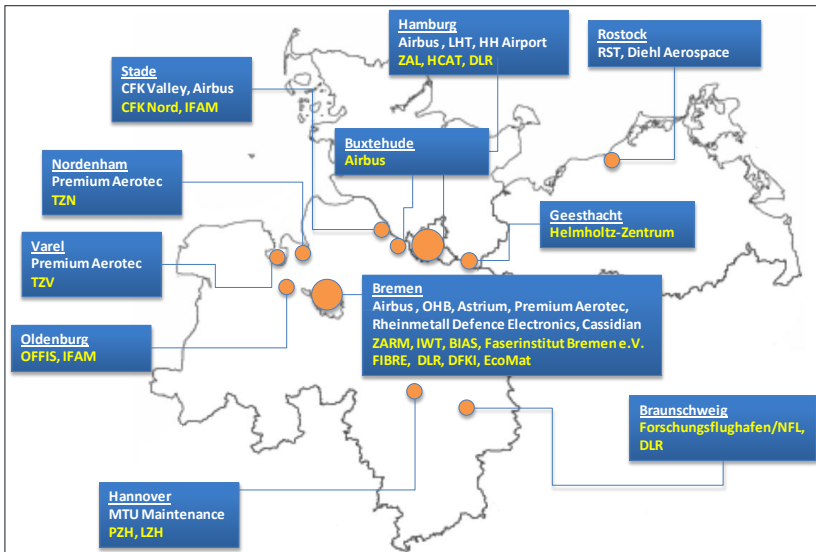 Hamburg
Airbus , LHT, HH Airport
ZAL, HCAT, DLR
Rostock
RST, Diehl Aerospace
Stade
CFK Valley, Airbus
CFK Nord, IFAM
Buxtehude
Airbus
Nordenham
Premium Aerotec
TZN
Geesthacht
Helmholtz-Zentrum
Varel
Premium Aerotec
TZV
Bremen
Airbus , OHB, Astrium, Premium Aerotec,
Rheinmetall Defence Electronics, Cassidian
ZARM, IWT, BIAS, Faserinstitut Bremen e.V.
FIBRE, DLR, DFKI, EcoMat
Oldenburg
OFFIS, IFAM
Braunschweig
Forschungsflughafen/NFL,
DLR
Hannover
MTU Maintenance
PZH, LZH